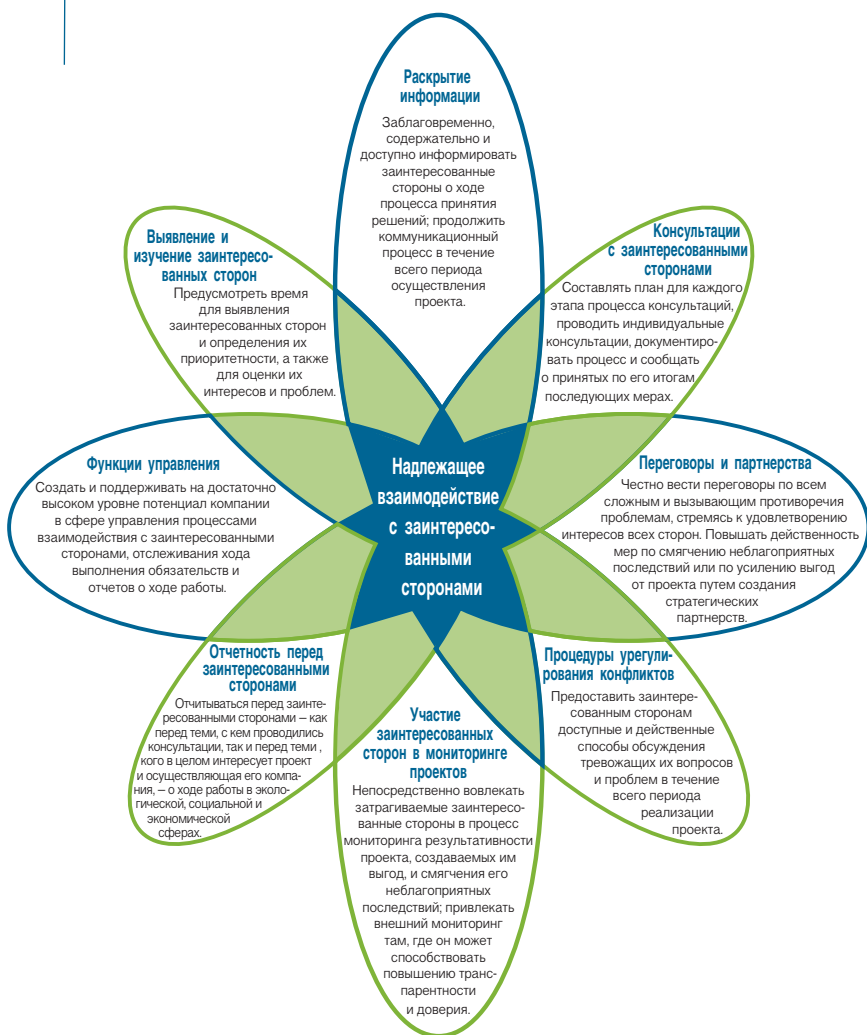 Раскрытие
информации
Заблаговременно,
содержательно и
доступно информировать
заинтересованные
стороны о ходе
процесса принятия
решений; продолжить
коммуникационный
процесс в течение
всего периода
осуществления
проекта.
Консультации
с заинтересованными
сторонами
Составлять план для каждого
этапа процесса консультаций,
проводить индивидуальные
консультации, документиро-
вать процесс и сообщать
о принятых по его итогам
последующих мерах.
Переговоры и партнерства
Честно вести переговоры по всем
сложным и вызывающим противоречия
проблемам, стремясь к удовлетворению
интересов всех сторон. Повышать действенность
мер по смягчению неблагоприятных
последствий или по усилению выгод
от проекта путем создания
стратегических
партнерств.
Процедуры урегули-
рования конфликтов
Предоставить заинтере-
сованным сторонам
доступные и действенные
способы обсуждения
тревожащих их вопросов
и проблем в течение
всего периода
реализации
проекта.
Участие
заинтересованных
сторон в мониторинге
проектов
Непосредственно вовлекать
затрагиваемые заинтересо-
ванные стороны в процесс
мониторинга результативности
проекта, создаваемых им
выгод, и смягчения его
неблагоприятных
последствий; привлекать
внешний мониторинг
там, где он может
способствовать
повышению транс-
парентности
и доверия.
Отчетность перед
заинтересованными
сторонами
Отчитываться перед заинте-
ресованными сторонами – как
перед теми, с кем проводились
консультации, так и перед теми ,
кого в целом интересует проект
и осуществляющая его компа-
ния, – о ходе работы в эколо-
гической, социальной и
экономической
сферах.
Функции управления
Создать и поддерживать на достаточно
высоком уровне потенциал компании
в сфере управления процессами
взаимодействия с заинтересованными
сторонами, отслеживания хода
выполнения обязательств и
отчетов о ходе работы.
Выявление и
изучение заинтересо-
ванных сторон
Предусмотреть время
для выявления
заинтересованных сторон
и определения их
приоритетности, а также
для оценки их
интересов и проблем.
Надлежащее
взаимодействие
с заинтересо-
ванными
сторонами